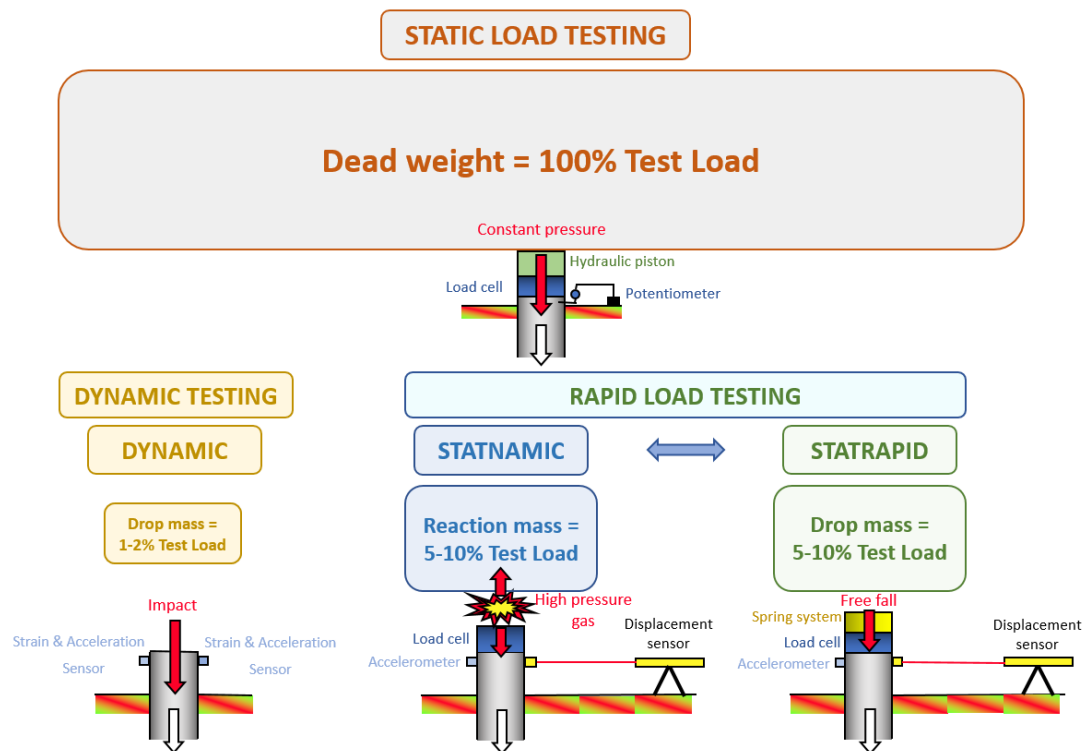 STATIC LOAD TESTING
Dead weight = 100% Test Load
Constant pressure
Hydraulic piston
Load cell
Potentiometer
DYNAMIC TESTING
RAPID LOAD TESTING
DYNAMIC
STATNAMIC
STATRAPID
Drop mass =
1-2% Test Load
Reaction mass =
5-10% Test Load
Drop mass =
5-10% Test Load
Impact
Strain & Acceleration
Sensor
Strain & Acceleration
Sensor
High pressure
gas
Load cell
Accelerometer
Displacement
sensor
Free fall
Spring system
Load cell
Accelerometer
Displacement
sensor